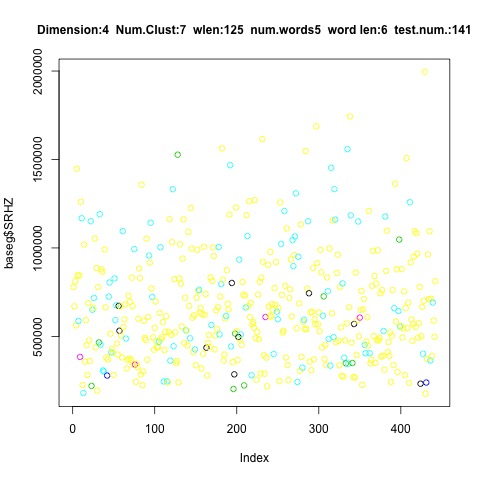 Dimension:4 Num.Clust:7 wlen:125 num.words5 word len:6 test.num.:141
2000000
1500000
1000000
500000
baseg$SRHZ
0 100 200 300 400
Index